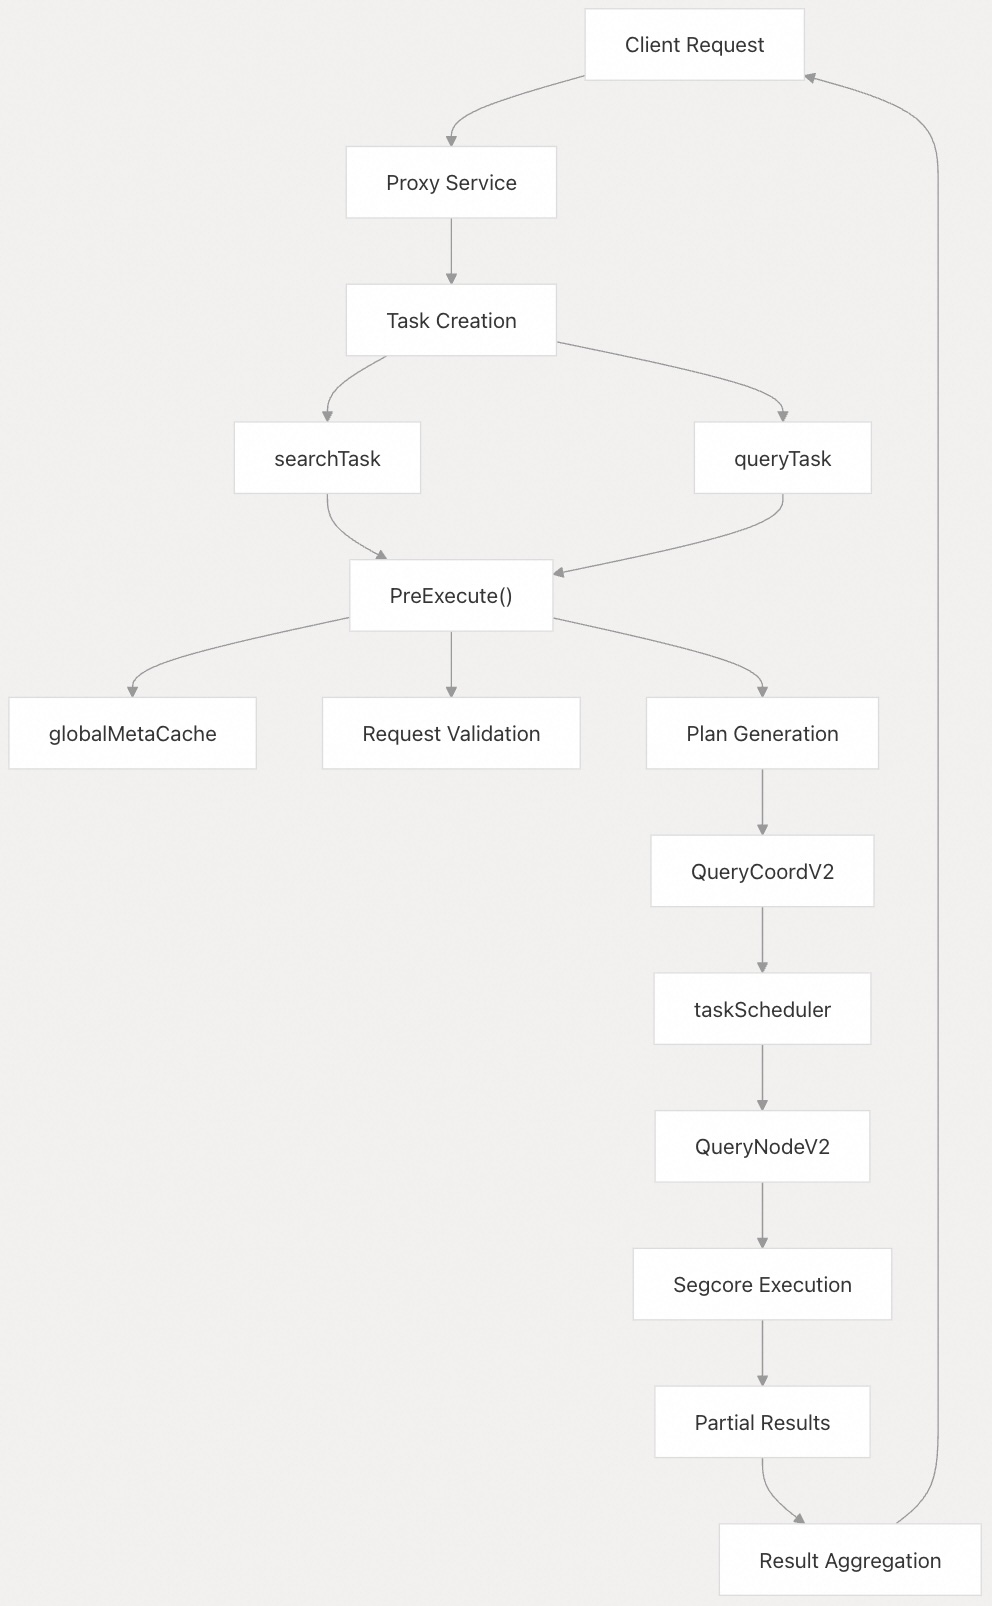 Client Request
Proxy Service
Task Creation
searchTask
queryTask
PreExecute()
globalMetaCache
Request Validation
Plan Generation
QueryCoordV2
taskScheduler
QueryNodeV2
Segcore Execution
Partial Results
Result Aggregation